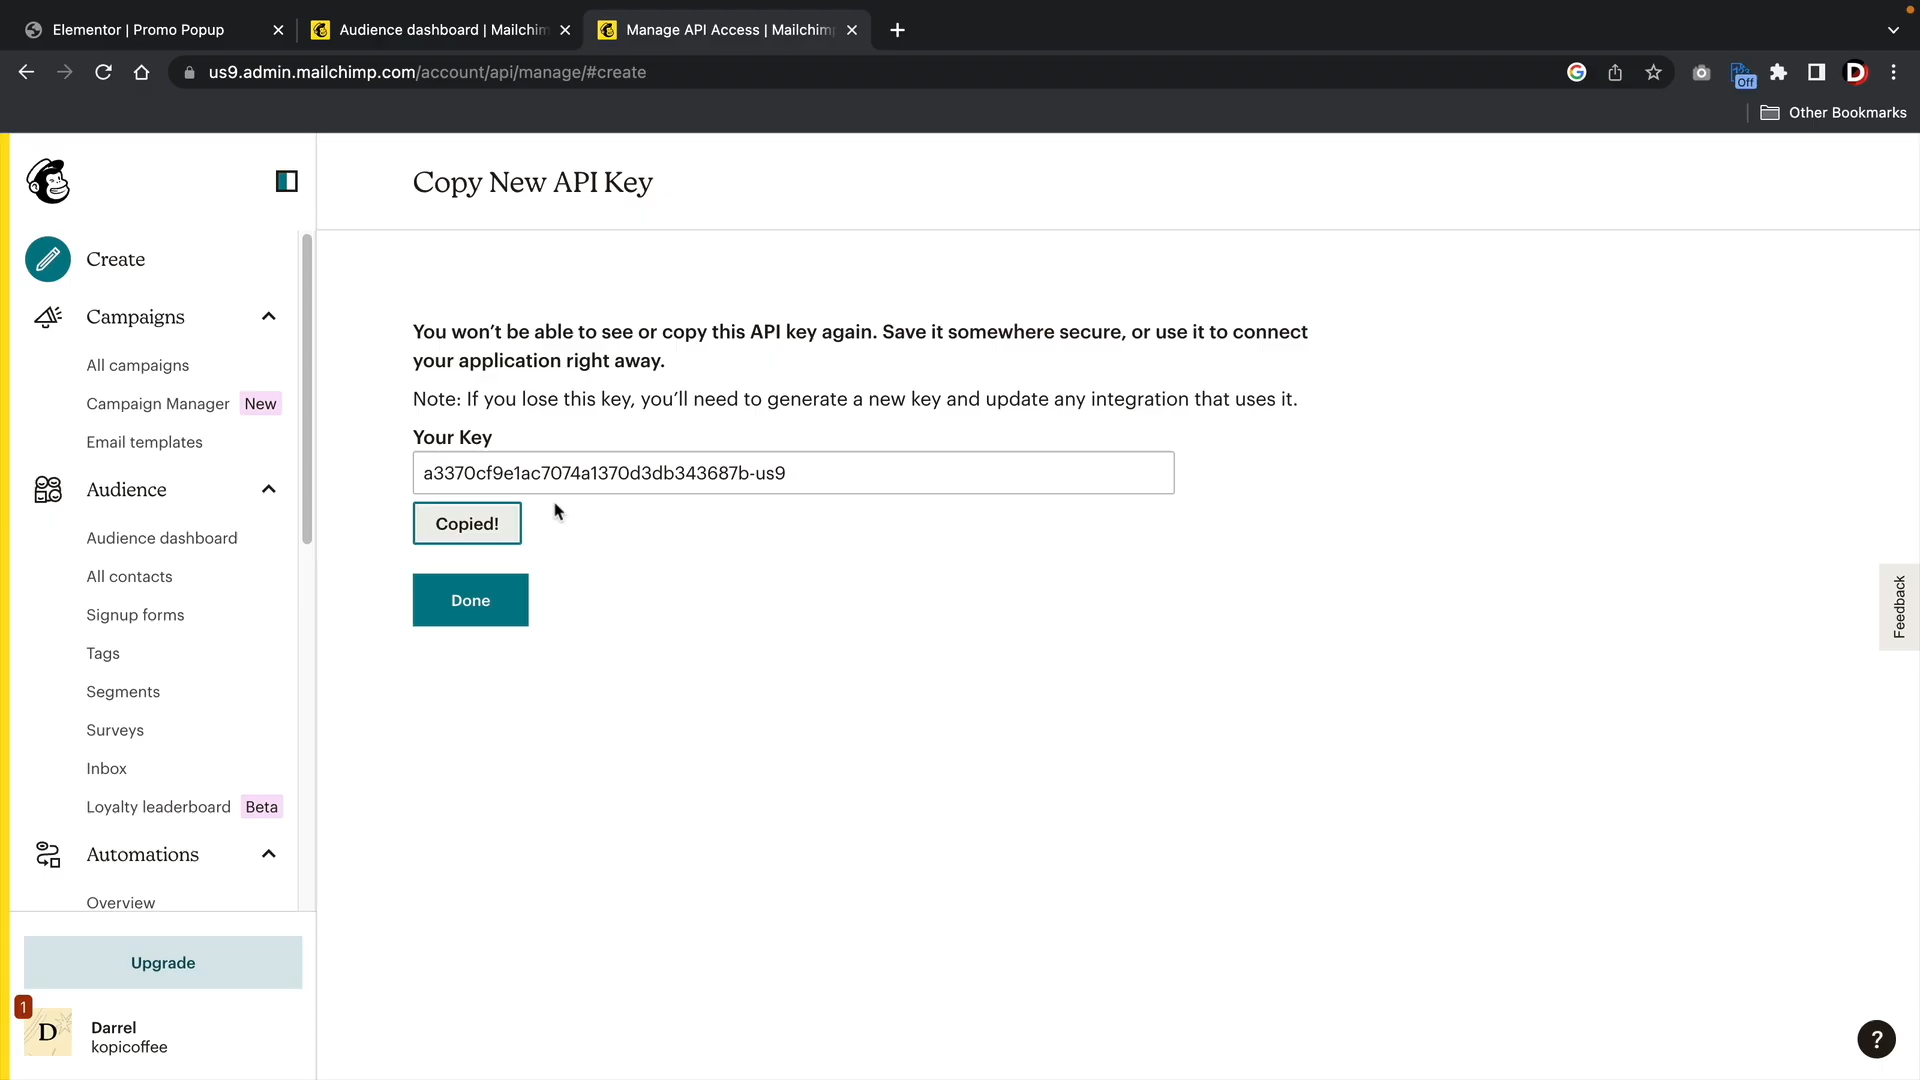 Elementor | Promo Popup
Audience dashboard | Mailchim
Manage API Access | Mailchimp
us9.admin.mailchimp.com/account/api/manage/#create
Off
D
Other Bookmarks
Copy New API Key
Create
Campaigns
All campaigns
Campaign Manager New
Email templates
Audience
Audience dashboard
All contacts
Signup forms
Tags
Segments
Surveys
Inbox
Loyalty leaderboard Beta
Automations
Overview
Upgrade
1
D
Darrel
kopicoffee
You won’t be able to see or copy this API key again. Save it somewhere secure, or use it to connect
your application right away.
Note: If you lose this key, you’ll need to generate a new key and update any integration that uses it.
Your Key
a3370cf9e1ac7074a1370d3db343687b-us9
Copied!
Done
Feedback
?